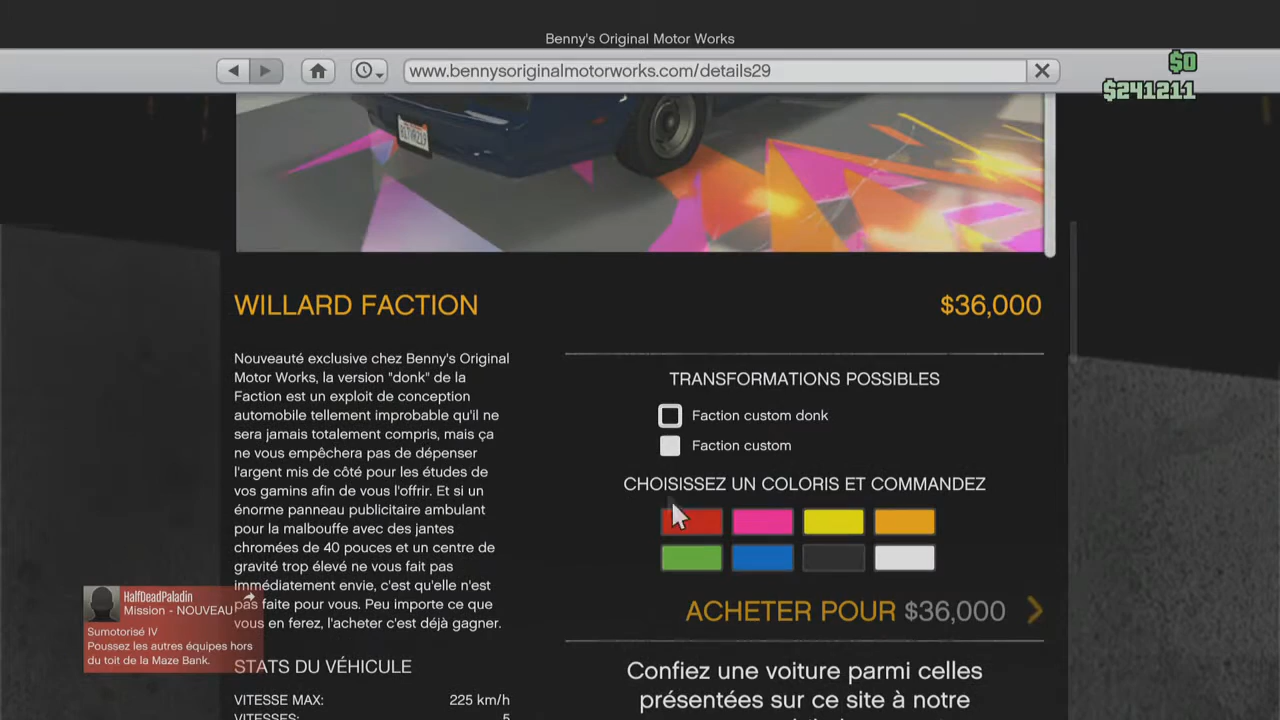 Benny's Original Motor Works
www.bennysoriginalmotorworks.com/details29
$0
$241211
WILLARD FACTION
$36,000
Nouveauté exclusive chez Benny's Original
Motor Works, la version "donk" de la
Faction est un exploit de conception
automobile tellement improbable qu'il ne
sera jamais totalement compris, mais ça
ne vous empêchera pas de dépenser
l'argent mis de côté pour les études de
vos gamins afin de vous l'offrir. Et si un
énorme panneau publicitaire ambulant
pour la malbouffe avec des jantes
chromées de 40 pouces et un centre de
gravité trop élevé ne vous fait pas
immédiatement envie, c'est qu'elle n'est
pas faite pour vous. Peu importe ce que
vous en ferez, l'acheter c'est déjà gagner.
STATS DU VÉHICULE
VITESSE MAX: 225 km/h
VITESSES: 5
TRANSFORMATIONS POSSIBLES
Faction custom donk
Faction custom
CHOISISSEZ UN COLORIS ET COMMANDEZ
ACHETER POUR $36,000
Confiez une voiture parmi celles
présentées sur ce site à notre
HalfDeadPaladin
Mission - NOUVEAU
Sumotorisé IV
Poussez les autres équipes hors
du toit de la Maze Bank.